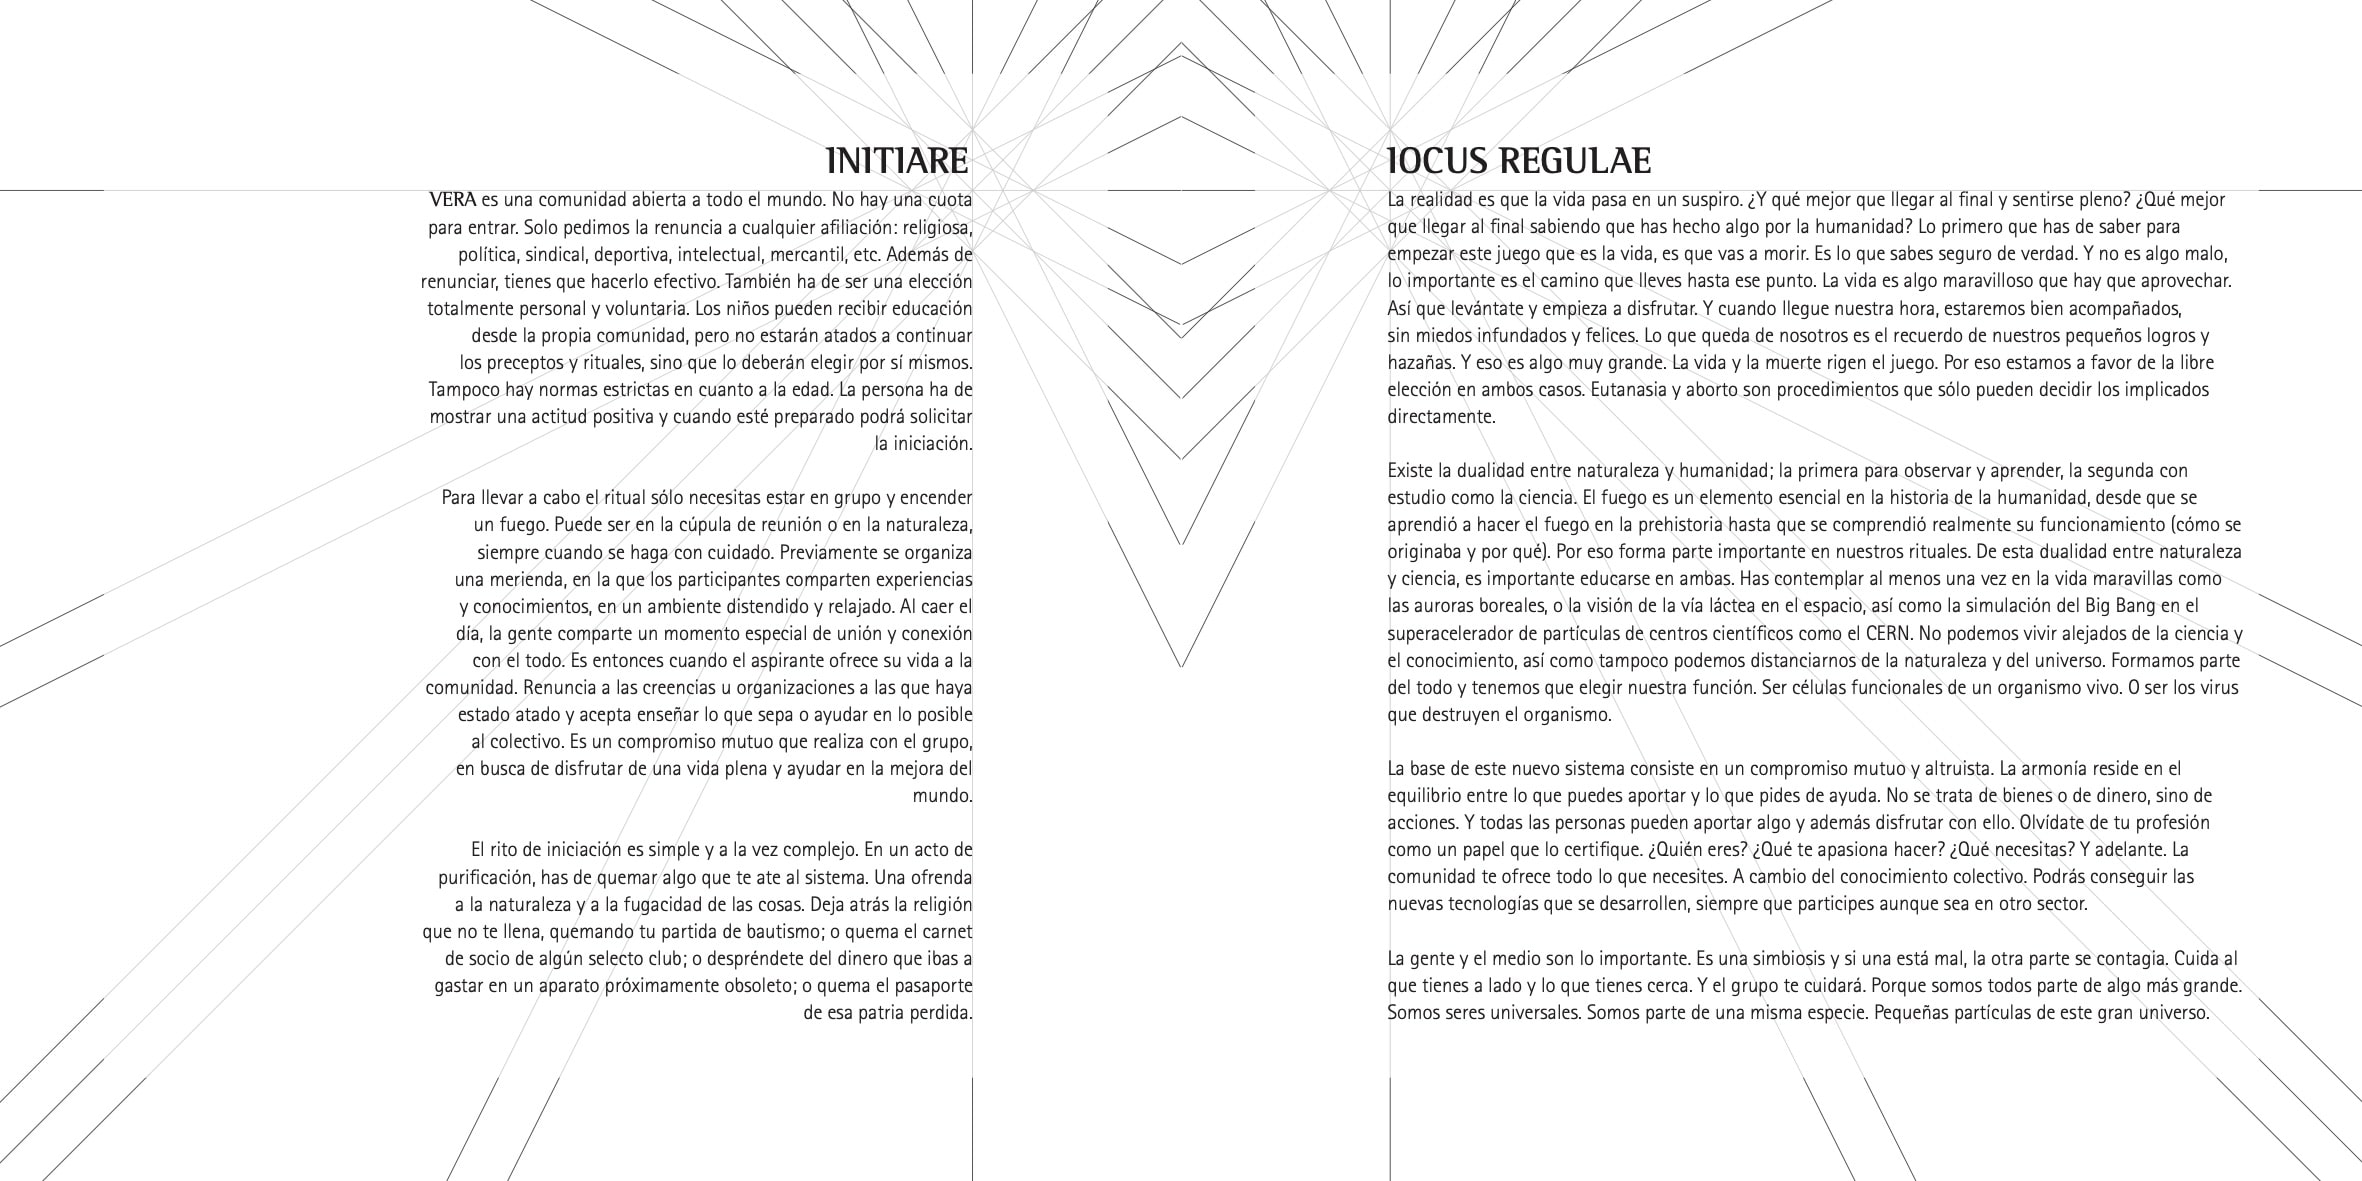 INITIARE
VERA es una comunidad abierta a todo el mundo. No hay una cuota
para entrar. Solo pedimos la renuncia a cualquier afiliación: religiosa,
política, sindical, deportiva, intelectual, mercantil, etc. Además de
renunciar, tienes que hacerlo efectivo. También ha de ser una elección
totalmente personal y voluntaria. Los niños pueden recibir educación
desde la propia comunidad, pero no estarán atados a continuar
los preceptos y rituales, sino que lo deberán elegir por sí mismos.
Tampoco hay normas estrictas en cuanto a la edad. La persona ha de
mostrar una actitud positiva y cuando esté preparado podrá solicitar
la iniciación.
Para llevar a cabo el ritual sólo necesitas estar en grupo y encender
un fuego. Puede ser en la cúpula de reunión o en la naturaleza,
siempre cuando se haga con cuidado. Previamente se organiza
una merienda, en la que los participantes comparten experiencias
y conocimientos, en un ambiente distendido y relajado. Al caer el
día, la gente comparte un momento especial de unión y conexión
con el todo. Es entonces cuando el aspirante ofrece su vida a la
comunidad. Renuncia a las creencias u organizaciones a las que haya
estado atado y acepta enseñar lo que sepa o ayudar en lo posible
al colectivo. Es un compromiso mutuo que realiza con el grupo,
en busca de disfrutar de una vida plena y ayudar en la mejora del
mundo.
El rito de iniciación es simple y a la vez complejo. En un acto de
purificación, has de quemar algo que te ate al sistema. Una ofrenda
a la naturaleza y a la fugacidad de las cosas. Deja atrás la religión
que no te llena, quemando tu partida de bautismo; o quema el carnet
de socio de algún selecto club; o despréndete del dinero que ibas a
gastar en un aparato próximamente obsoleto; o quema el pasaporte
de esa patria perdida.
IOCUS REGULAE
La realidad es que la vida pasa en un suspiro. ¿Y qué mejor que llegar al final y sentirse pleno? ¿Qué mejor
que llegar al final sabiendo que has hecho algo por la humanidad? Lo primero que has de saber para
empezar este juego que es la vida, es que vas a morir. Es lo que sabes seguro de verdad. Y no es algo malo,
lo importante es el camino que lleves hasta ese punto. La vida es algo maravilloso que hay que aprovechar.
Así que levántate y empieza a disfrutar. Y cuando llegue nuestra hora, estaremos bien acompañados,
sin miedos infundados y felices. Lo que queda de nosotros es el recuerdo de nuestros pequeños logros y
hazañas. Y eso es algo muy grande. La vida y la muerte rigen el juego. Por eso estamos a favor de la libre
elección en ambos casos. Eutanasia y aborto son procedimientos que sólo pueden decidir los implicados
directamente.
Existe la dualidad entre naturaleza y humanidad; la primera para observar y aprender, la segunda con
estudio como la ciencia. El fuego es un elemento esencial en la historia de la humanidad, desde que se
aprendió a hacer el fuego en la prehistoria hasta que se comprendió realmente su funcionamiento (cómo se
originaba y por qué). Por eso forma parte importante en nuestros rituales. De esta dualidad entre naturaleza
y ciencia, es importante educarse en ambas. Has contemplar al menos una vez en la vida maravillas como
las auroras boreales, o la visión de la vía láctea en el espacio, así como la simulación del Big Bang en el
superacelerador de partículas de centros científicos como el CERN. No podemos vivir alejados de la ciencia y
el conocimiento, así como tampoco podemos distanciarnos de la naturaleza y del universo. Formamos parte
del todo y tenemos que elegir nuestra función. Ser células funcionales de un organismo vivo. O ser los virus
que destruyen el organismo.
La base de este nuevo sistema consiste en un compromiso mutuo y altruista. La armonía reside en el
equilibrio entre lo que puedes aportar y lo que pides de ayuda. No se trata de bienes o de dinero, sino de
acciones. Y todas las personas pueden aportar algo y además disfrutar con ello. Olvídate de tu profesión
como un papel que lo certifique. ¿Quién eres? ¿Qué te apasiona hacer? ¿Qué necesitas? Y adelante. La
comunidad te ofrece todo lo que necesites. A cambio del conocimiento colectivo. Podrás conseguir las
nuevas tecnologías que se desarrollen, siempre que participes aunque sea en otro sector.
La gente y el medio son lo importante. Es una simbiosis y si una está mal, la otra parte se contagia. Cuida al
que tienes a lado y lo que tienes cerca. Y el grupo te cuidará. Porque somos todos parte de algo más grande.
Somos seres universales. Somos parte de una misma especie. Pequeñas partículas de este gran universo.